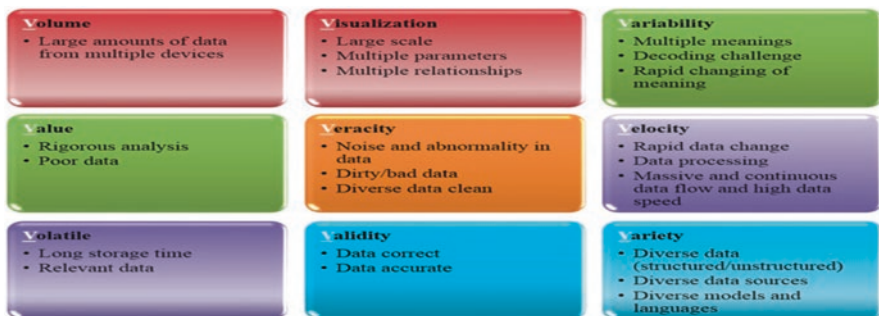 Volume
• Large amounts of data
from multiple devices
Visualization
• Large scale
• Multiple parameters
• Multiple relationships
Variability
• Multiple meanings
• Decoding challenge
• Rapid changing of
meaning
Value
• Rigorous analysis
• Poor data
Veracity
• Noise and abnormality in
data
• Dirty/bad data
• Diverse data clean
Velocity
• Rapid data change
• Data processing
• Massive and continuous
data flow and high data
speed
Volatile
• Long storage time
• Relevant data
Validity
• Data correct
• Data accurate
Variety
• Diverse data
(structured/unstructured)
• Diverse data sources
• Diverse models and
languages